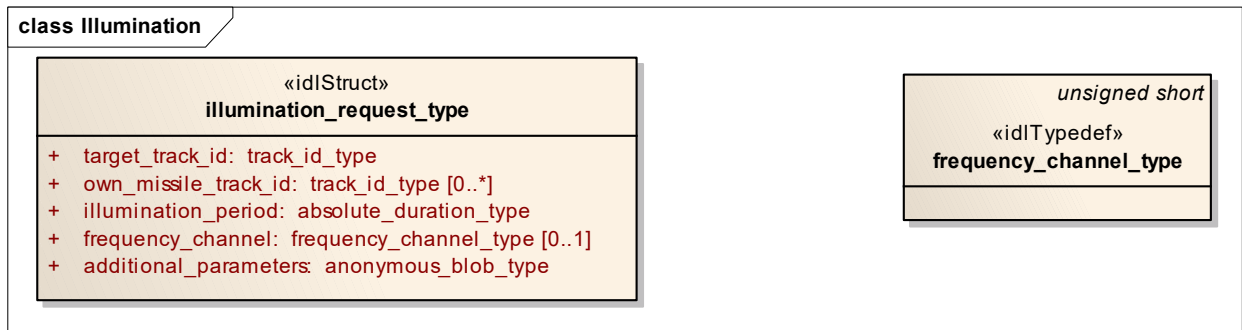 class Illumination
«idlStruct»
illumination_request_type
+ target_track_id: track_id_type
+ own_missile_track_id: track_id_type [0..*]
+ illumination_period: absolute_duration_type
+ frequency_channel: frequency_channel_type [0..1]
+ additional_parameters: anonymous_blob_type
unsigned short
«idlTypedef»
frequency_channel_type